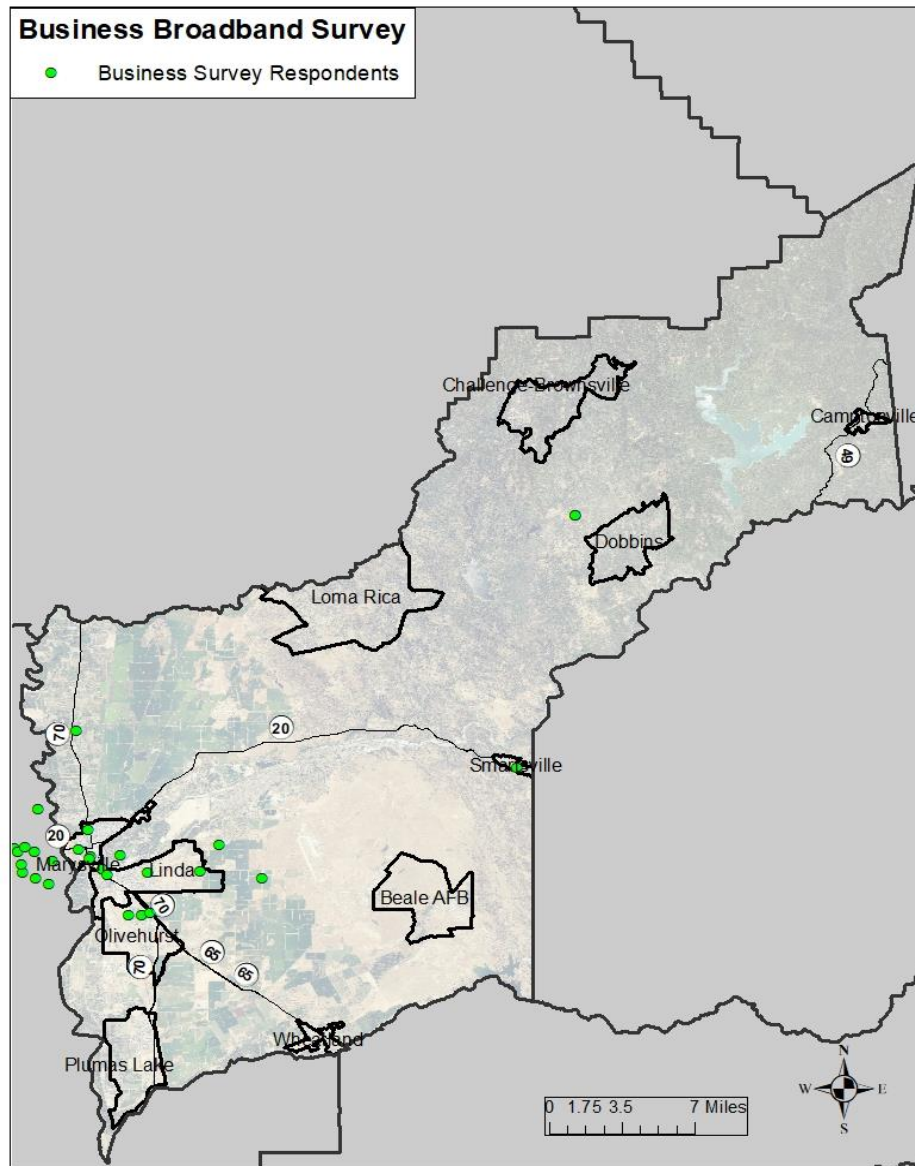 Business Broadband Survey
Business Survey Respondents
Challenge-Brownsville
Camptonville
49
Dobbins
Loma Rica
70
20
Smartsville
20
Marysville
Linda
Beale AFB
70
Olivehurst
65
65
70
Wheatland
Plumas Lake
N
W E
S
0 1.75 3.5 7 Miles